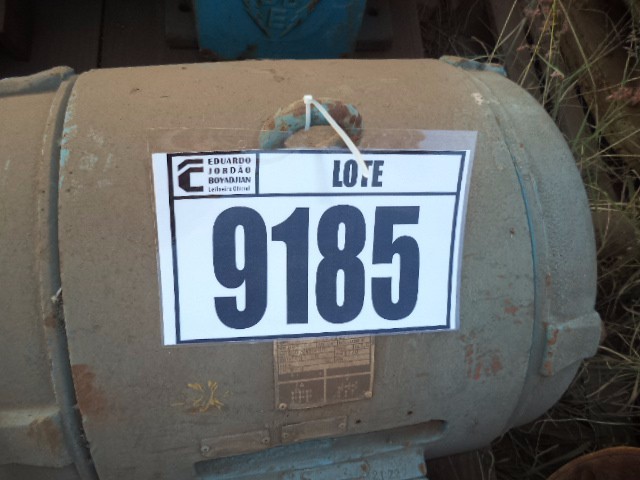 EDUARDO
JORDÃO
BOYADJIAN
Leiloeiro Oficial
LOTE
9185